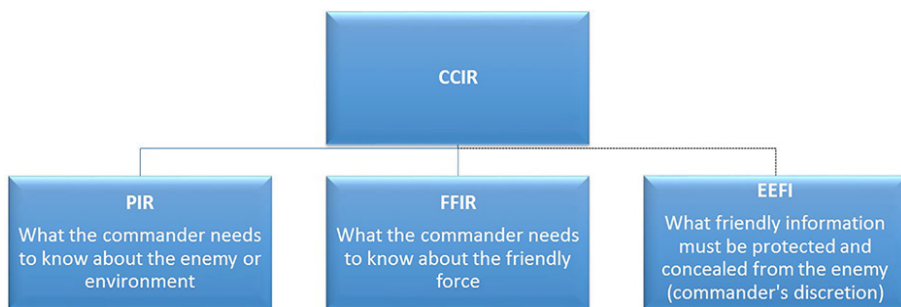 CCIR
PIR
What the commander needs
to know about the enemy or
environment
FFIR
What the commander needs
to know about the friendly
force
EEFI
What friendly information
must be protected and
concealed from the enemy
(commander's discretion)